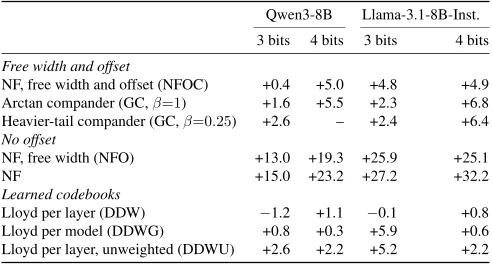 Qwen3-8B Llama-3.1-8B-Inst.
3 bits 4 bits 3 bits 4 bits
Free width and offset
NF, free width and offset (NFOC) +0.4 +5.0 +4.8 +4.9
Arctan compander (GC, β=1) +1.6 +5.5 +2.3 +6.8
Heavier-tail compander (GC, β=0.25) +2.6 – +2.4 +6.4
No offset
NF, free width (NFO) +13.0 +19.3 +25.9 +25.1
NF +15.0 +23.2 +27.2 +32.2
Learned codebooks
Lloyd per layer (DDW) −1.2 +1.1 −0.1 +0.8
Lloyd per model (DDWG) +0.8 +0.3 +5.9 +0.6
Lloyd per layer, unweighted (DDWU) +2.6 +2.2 +5.2 +2.2